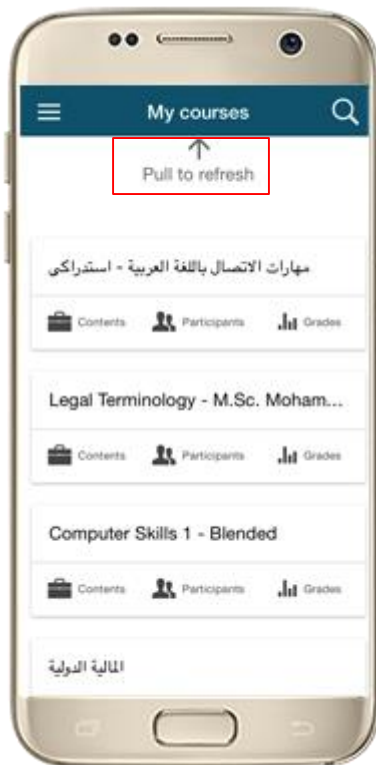 My courses
Pull to refresh
مهارات الاتصال باللغة العربية - استدراكي
Contents Participants Grades
Legal Terminology - M.Sc. Moham...
Contents Participants Grades
Computer Skills 1 - Blended
Contents Participants Grades
المالية الدولية